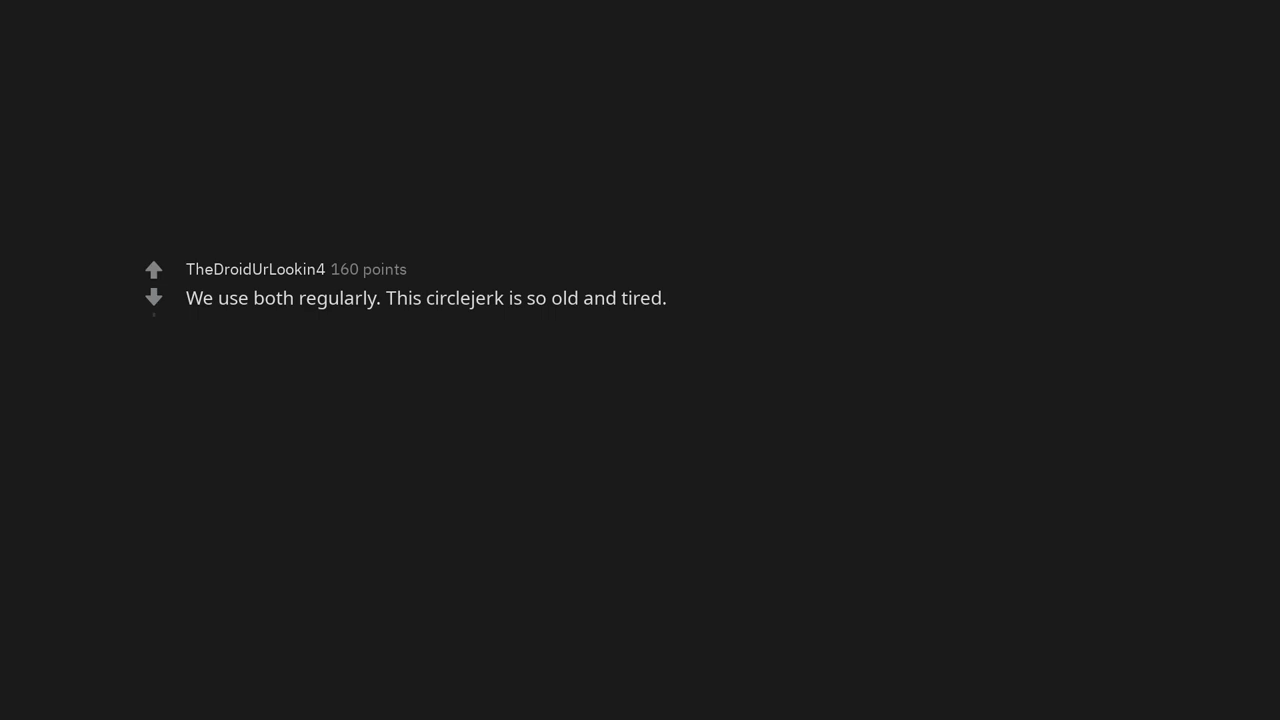 TheDroidUrLookin4 160 points
We use both regularly. This circlejerk is so old and tired.